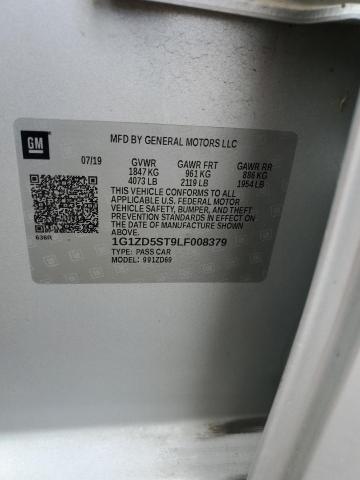 GM
MFD BY GENERAL MOTORS LLC
07/19 GVWR GAWR FRT GAWR RR
1847 KG 961 KG 886 KG
4073 LB 2119 LB 1954 LB
THIS VEHICLE CONFORMS TO ALL
APPLICABLE U.S. FEDERAL MOTOR
VEHICLE SAFETY, BUMPER, AND THEFT
PREVENTION STANDARDS IN EFFECT ON
THE DATE OF MANUFACTURE SHOWN ABOVE.
636R
1G1ZD5ST9LF008379
TYPE: PASS CAR
MODEL: 991ZD69